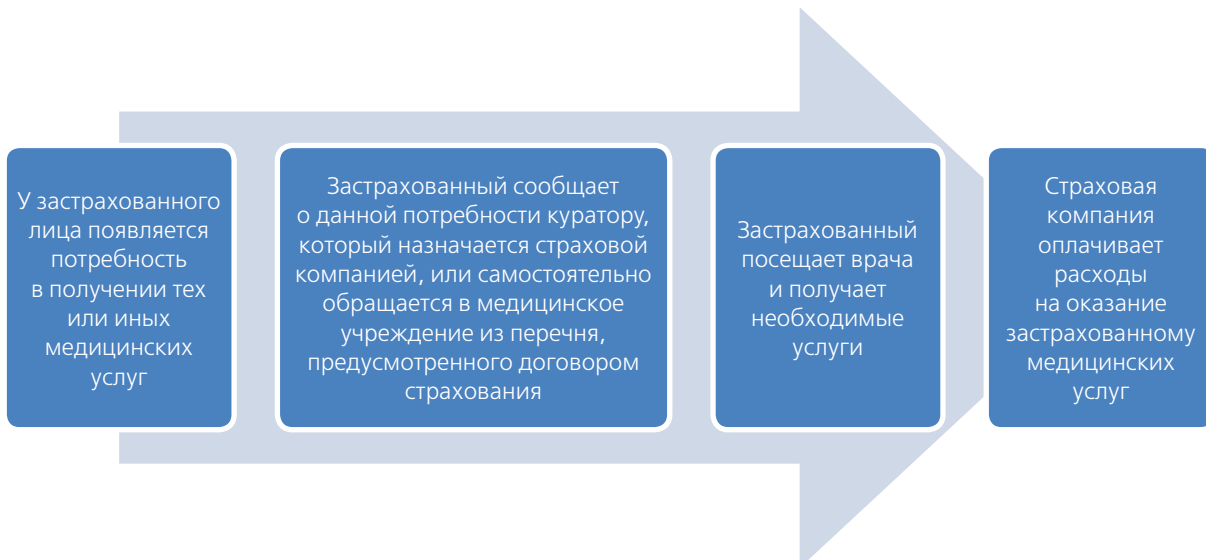 У застрахованного
лица появляется
потребность
в получении тех
или иных
медицинских
услуг
Застрахованный сообщает
о данной потребности куратору,
который назначается страховой
компанией, или самостоятельно
обращается в медицинское
учреждение из перечня,
предусмотренного договором
страхования
Застрахованный
посещает врача
и получает
необходимые
услуги
Страховая
компания
оплачивает
расходы
на оказание
застрахованному
медицинских
услуг